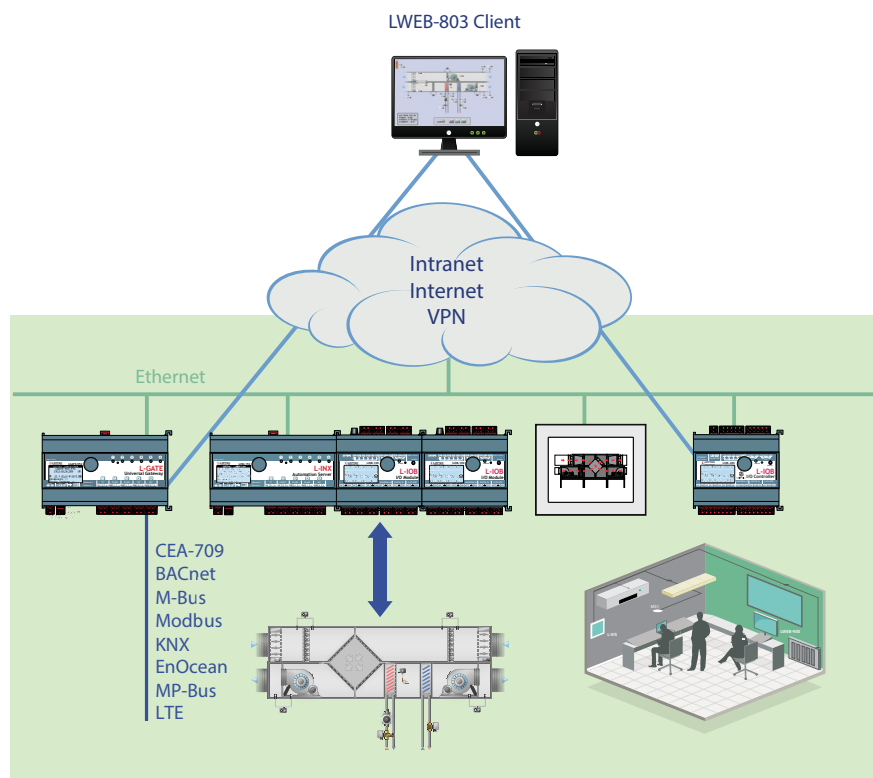 LWEB-803 Client
Intranet
Internet
VPN
Ethernet
L-GATE
Universal Gateway
L-INX
Automation Server
L-IOB
I/O Module
L-IOB
I/O Module
I/O Controller
CEA-709
BACnet
M-Bus
Modbus
KNX
EnOcean
MP-Bus
LTE